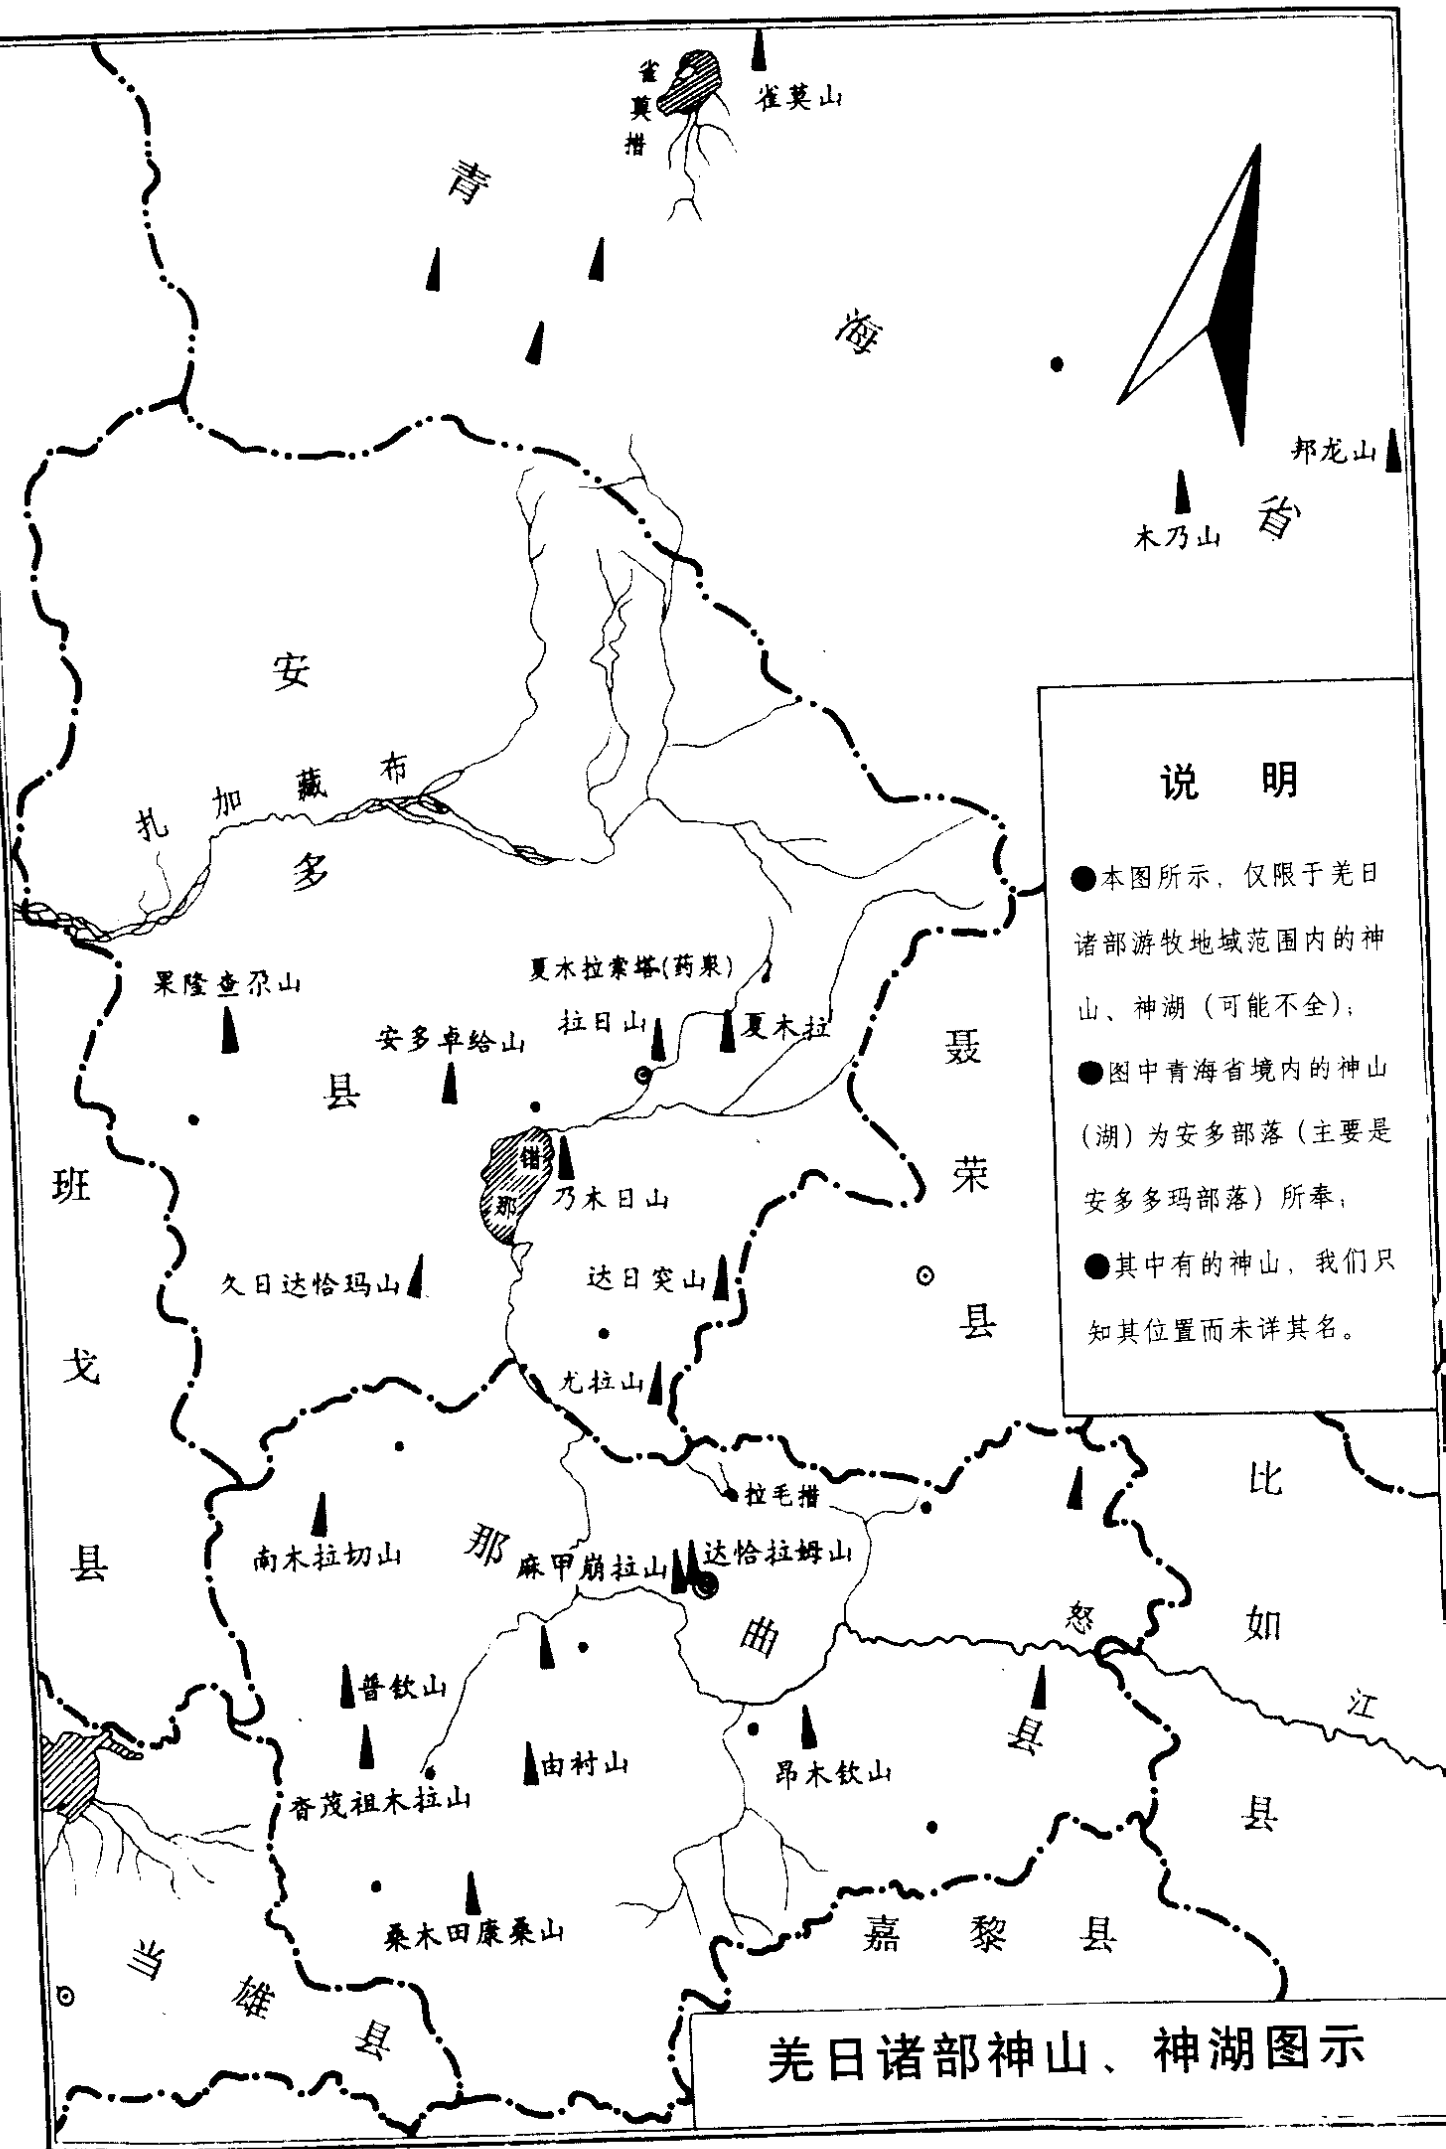 雀莫措
雀莫山
青海省
邦龙山
木乃山
安多县
扎加藏布
说 明
●本图所示，仅限于羌日
诸部游牧地域范围内的神
山、神湖（可能不全）；
●图中青海省境内的神山
（湖）为安多部落（主要是
安多多玛部落）所奉；
●其中有的神山，我们只
知其位置而未详其名。
果隆查尕山
夏木拉索塔(药泉)
拉日山
夏木拉
安多卓给山
聂荣县
错那
乃木日山
班戈县
久日达恰玛山
达日突山
尤拉山
比如县
拉毛措
南木拉切山
那曲县
麻甲崩拉山
达恰拉姆山
怒江
普钦山
由衬山
昂木钦山
杳茂祖木拉山
桑木田康桑山
嘉黎县
当雄县
羌日诸部神山、神湖图示